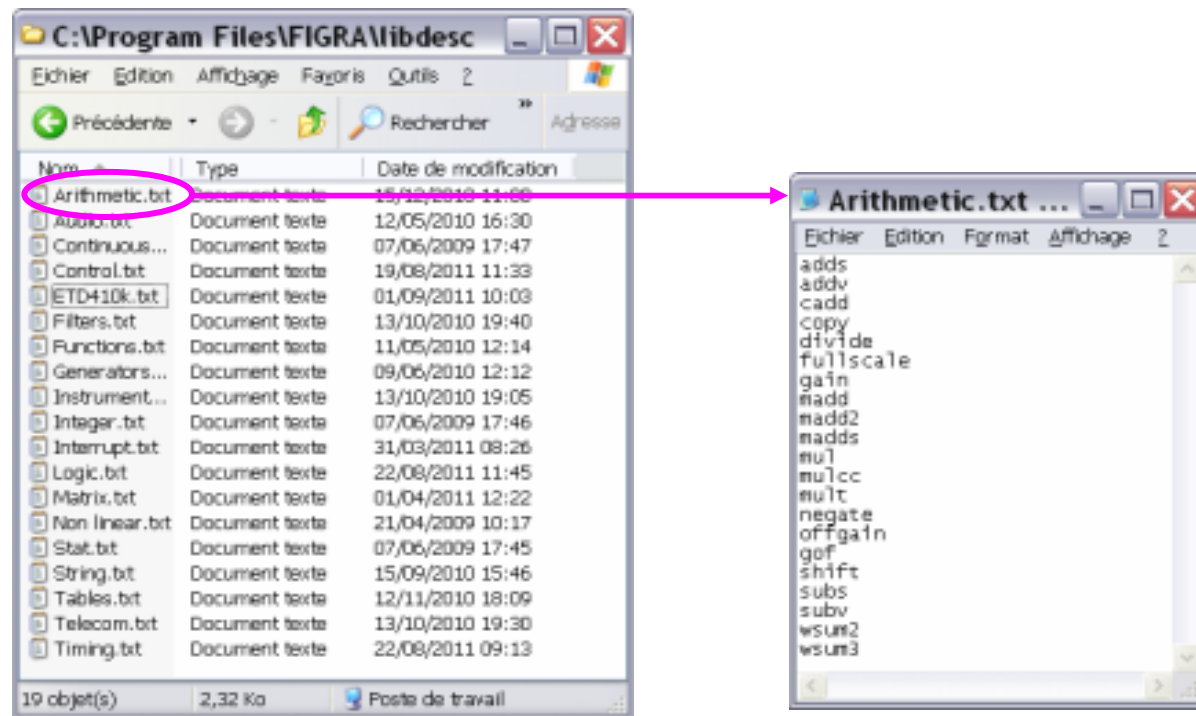 C:\Program Files\FIGRA\libdesc
Fichier Edition Affichage Favoris Outils ?
Précédente Rechercher » Adresse
Nom Type Date de modification
Arithmetic.txt Document texte 15/12/2010
Audio.txt Document texte 12/05/2010 16:30
Continuous... Document texte 07/06/2009 17:47
Control.txt Document texte 19/08/2011 11:33
ETD410k.txt Document texte 01/09/2011 10:03
Filters.txt Document texte 13/10/2010 19:40
Functions.txt Document texte 11/05/2010 12:14
Generators... Document texte 09/06/2010 12:12
Instrument... Document texte 13/10/2010 19:05
Integer.txt Document texte 07/06/2009 17:46
Interrupt.txt Document texte 31/03/2011 08:26
Logic.txt Document texte 22/08/2011 11:45
Matrix.txt Document texte 01/04/2011 12:22
Non linear.txt Document texte 21/04/2009 10:17
Stat.txt Document texte 07/06/2009 17:45
String.txt Document texte 15/09/2010 15:46
Tables.txt Document texte 12/11/2010 18:09
Telecom.txt Document texte 13/10/2010 19:30
Timing.txt Document texte 22/08/2011 09:13
19 objet(s) 2,32 Ko Poste de travail
Arithmetic.txt ...
Fichier Edition Format Affichage ?
adds
addv
cadd
copy
divide
fullscale
gain
madd
madd2
madds
mul
mulcc
mult
negate
offgain
gof
shift
subs
subv
wsum2
wsum3